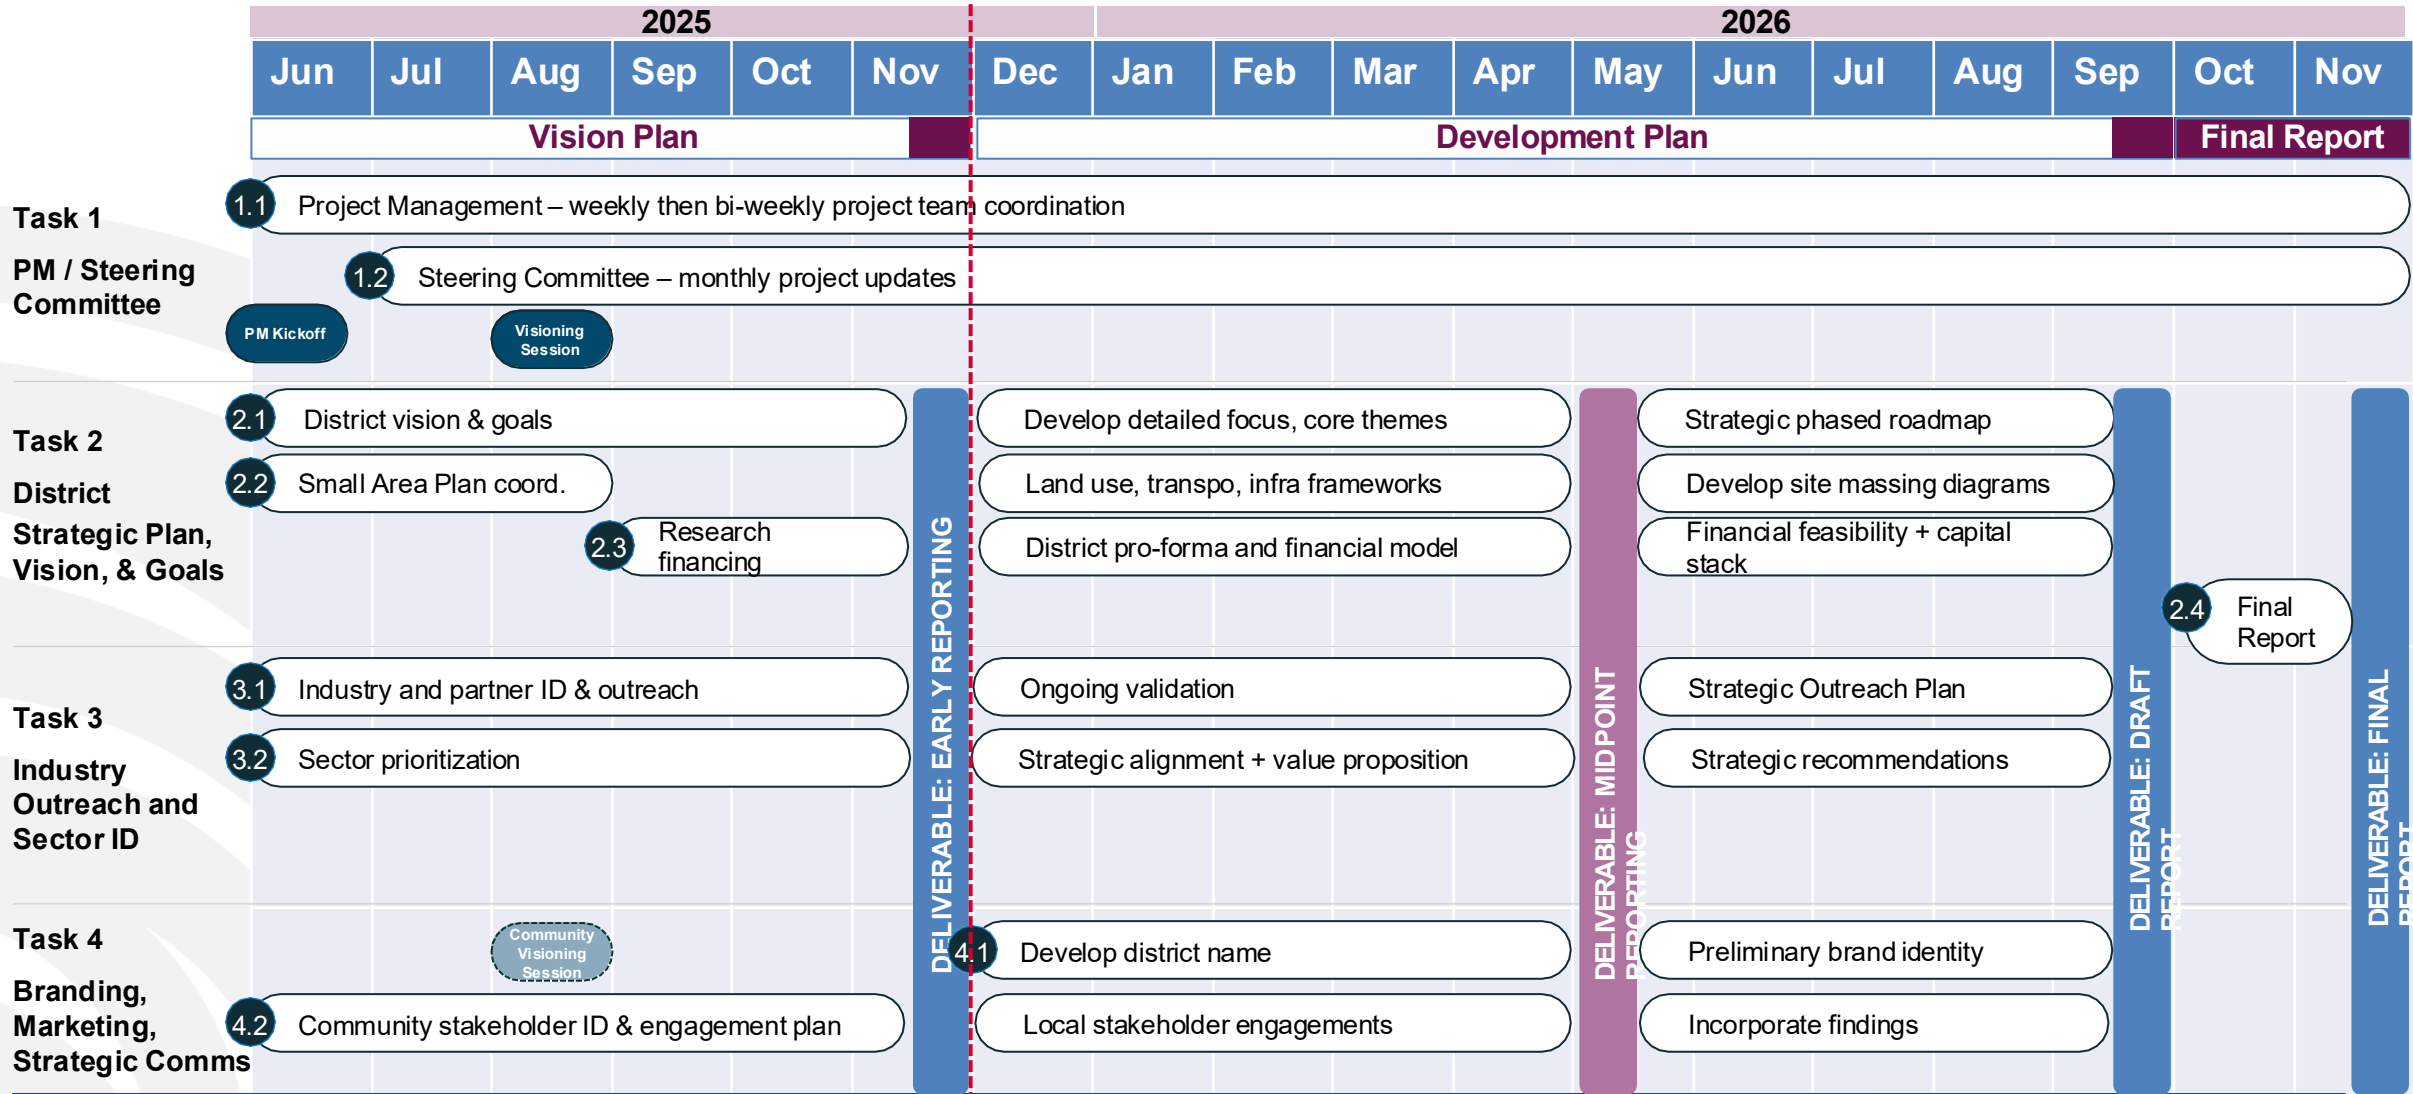 2025
2026
Jun Jul Aug Sep Oct Nov Dec Jan Feb Mar Apr May Jun Jul Aug Sep Oct Nov
Vision Plan
Development Plan
Final Report
Task 1
PM / Steering
Committee
1.1 Project Management – weekly then bi-weekly project team coordination
1.2 Steering Committee – monthly project updates
PM Kickoff
Visioning
Session
Task 2
District
Strategic Plan,
Vision, & Goals
2.1 District vision & goals
Develop detailed focus, core themes
Strategic phased roadmap
2.2 Small Area Plan coord.
Land use, transpo, infra frameworks
Develop site massing diagrams
2.3 Research
financing
District pro-forma and financial model
Financial feasibility + capital
stack
2.4 Final
Report
Task 3
Industry
Outreach and
Sector ID
3.1 Industry and partner ID & outreach
Ongoing validation
Strategic Outreach Plan
3.2 Sector prioritization
Strategic alignment + value proposition
Strategic recommendations
Task 4
Branding,
Marketing,
Strategic Comms
Community
Visioning
Session
4.1 Develop district name
Preliminary brand identity
4.2 Community stakeholder ID & engagement plan
Local stakeholder engagements
Incorporate findings
DELIVERABLE: EARLY REPORTING
DELIVERABLE: MIDPOINT
REPORTING
DELIVERABLE: DRAFT
REPORT
DELIVERABLE: FINAL
REPORT